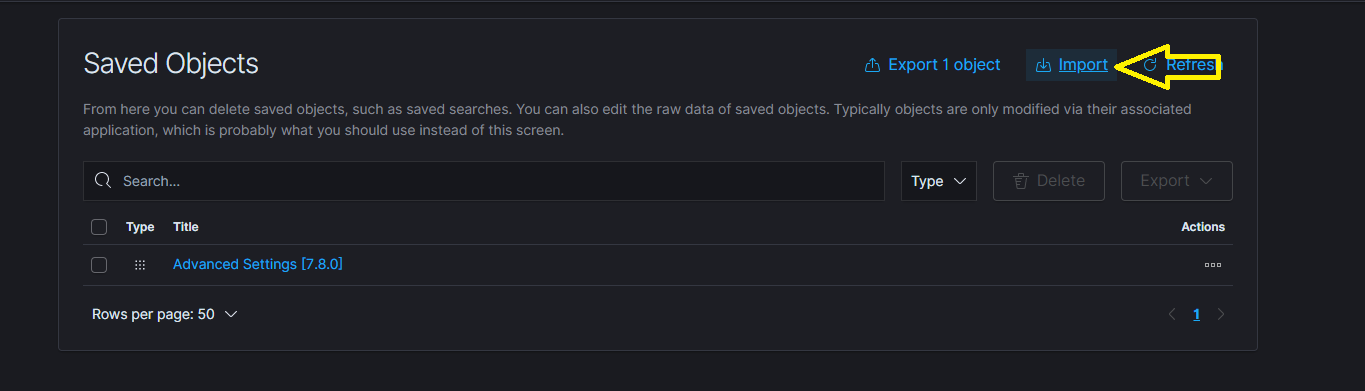 Saved Objects
Export 1 object
Import
Refresh
From here you can delete saved objects, such as saved searches. You can also edit the raw data of saved objects. Typically objects are only modified via their associated
application, which is probably what you should use instead of this screen.
Search...
Type
Delete
Export
Type Title Actions
Advanced Settings [7.8.0]
Rows per page: 50
1